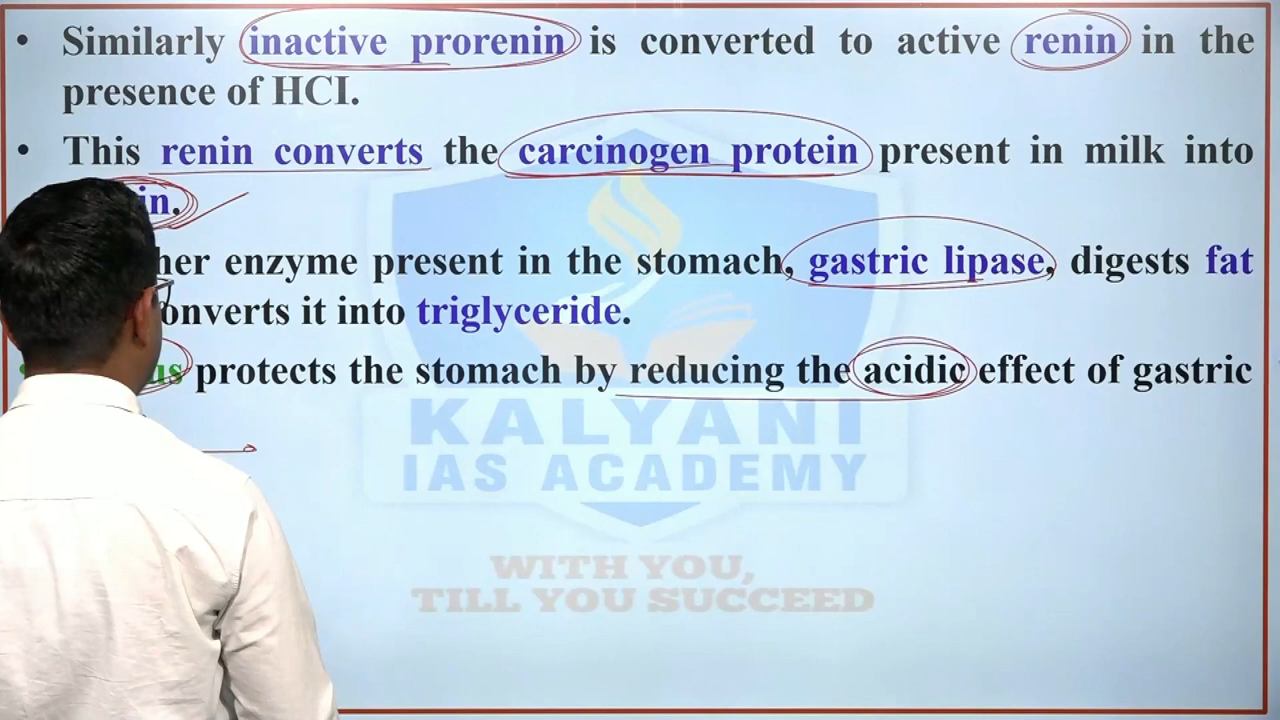 • Similarly inactive prorenin is converted to active renin in the
presence of HCI.
• This renin converts the carcinogen protein present in milk into
in.
her enzyme present in the stomach, gastric lipase, digests fat
onverts it into triglyceride.
us protects the stomach by reducing the acidic effect of gastric
KALYANI
IAS ACADEMY
WITH YOU,
TILL YOU SUCCEED